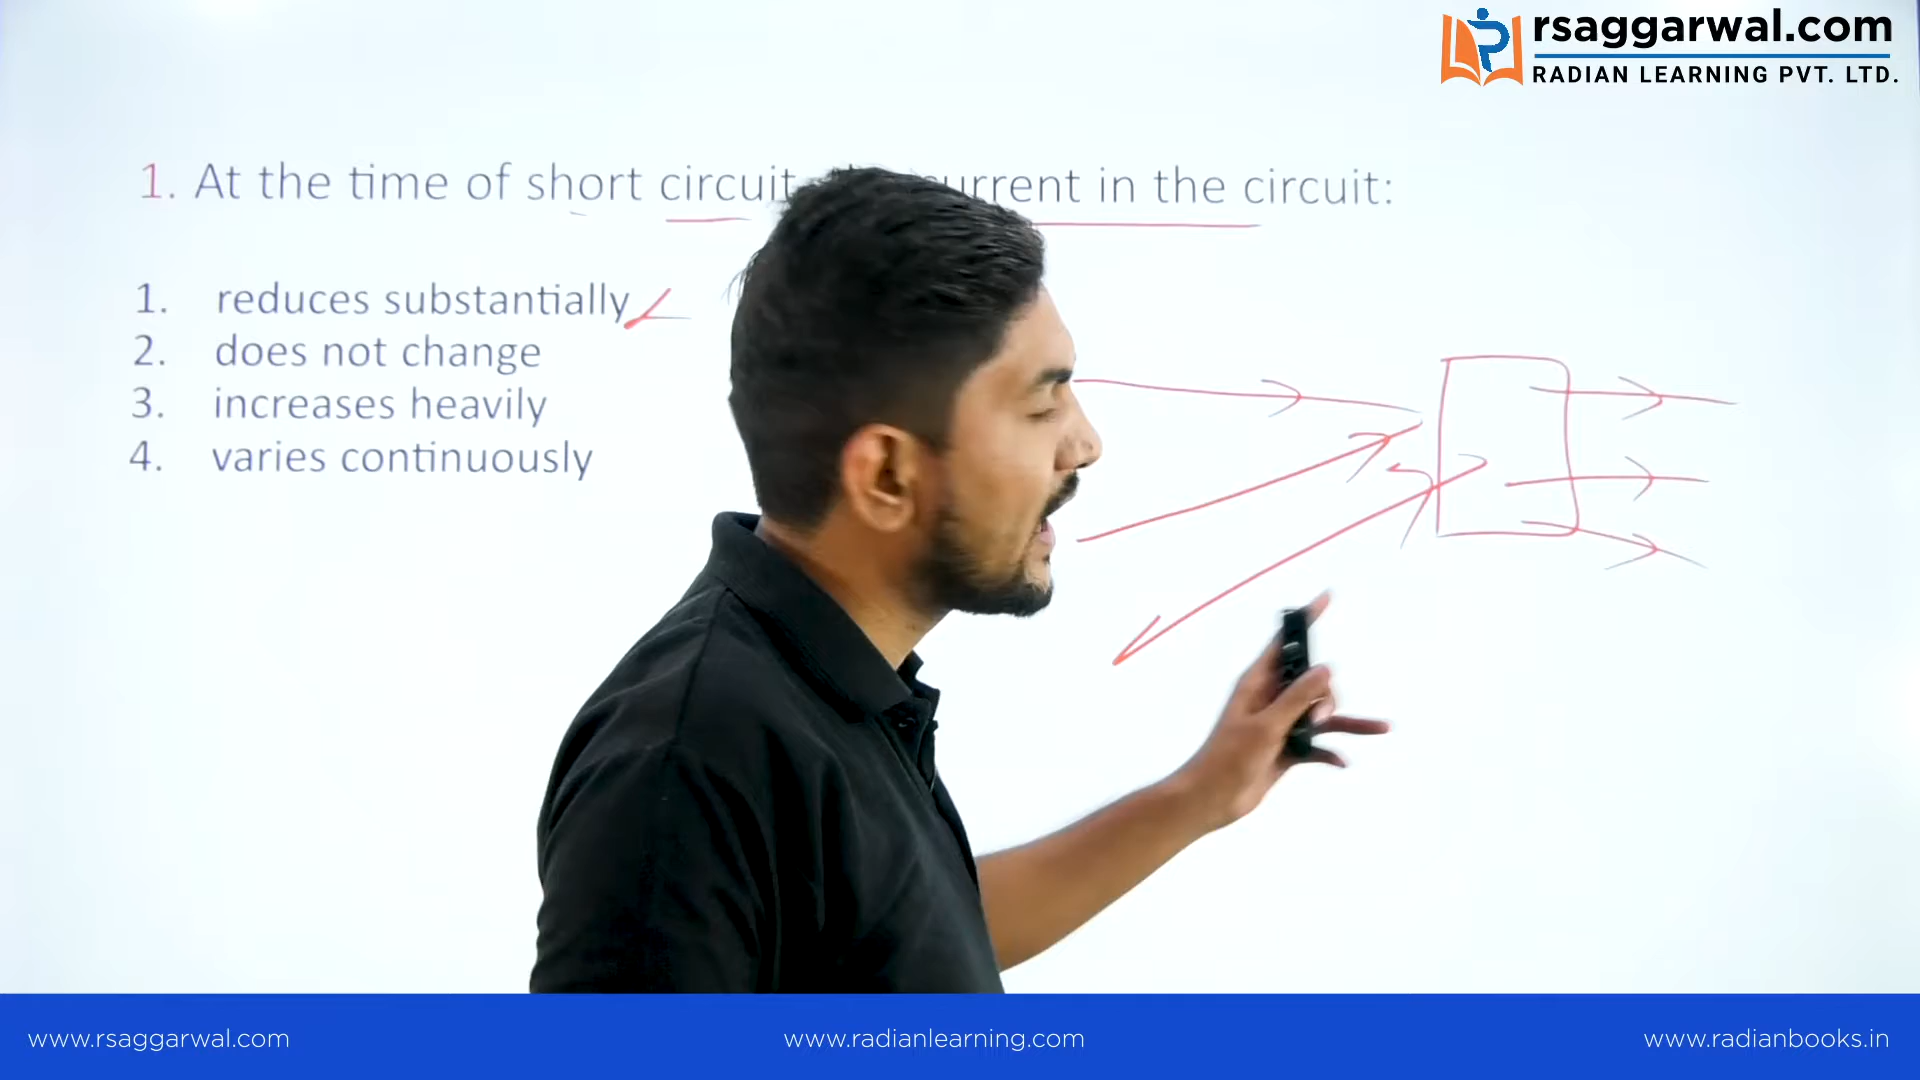 rsaggarwal.com
RADIAN LEARNING PVT. LTD.
1. At the time of short circuit in the circuit:
1. reduces substantially
2. does not change
3. increases heavily
4. varies continuously
www.rsaggarwal.com
www.radianlearning.com
www.radianbooks.in